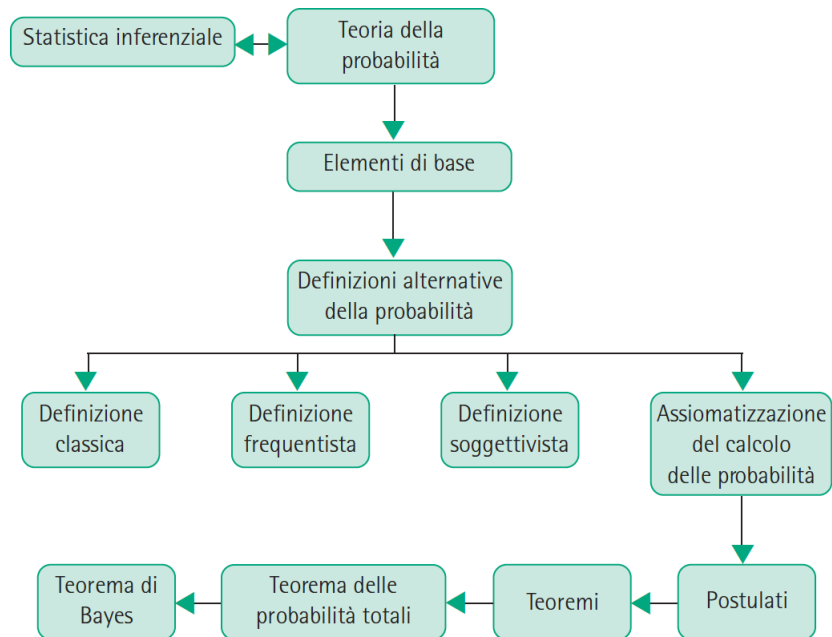 Statistica inferenziale
Teoria della
probabilità
Elementi di base
Definizioni alternative
della probabilità
Definizione
classica
Definizione
frequentista
Definizione
soggettivista
Assiomatizzazione
del calcolo
delle probabilità
Teorema di
Bayes
Teorema delle
probabilità totali
Teoremi
Postulati